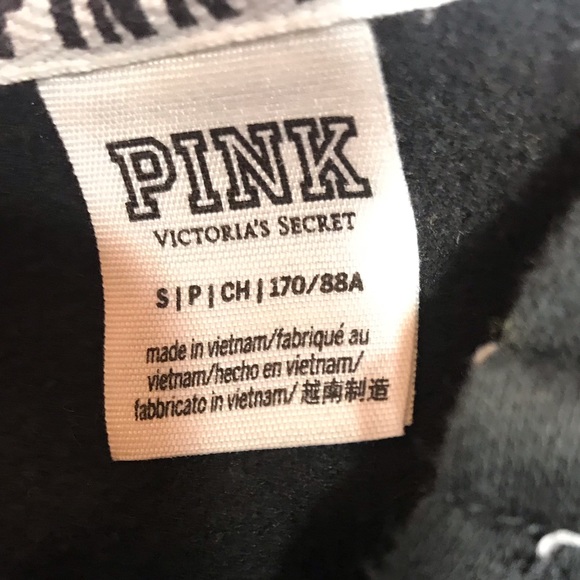 PINK
PINK
VICTORIA'S SECRET
S | P | CH | 170/88A
made in vietnam/fabriqué au
vietnam/hecho en vietnam/
fabbricato in vietnam/ 越南制造